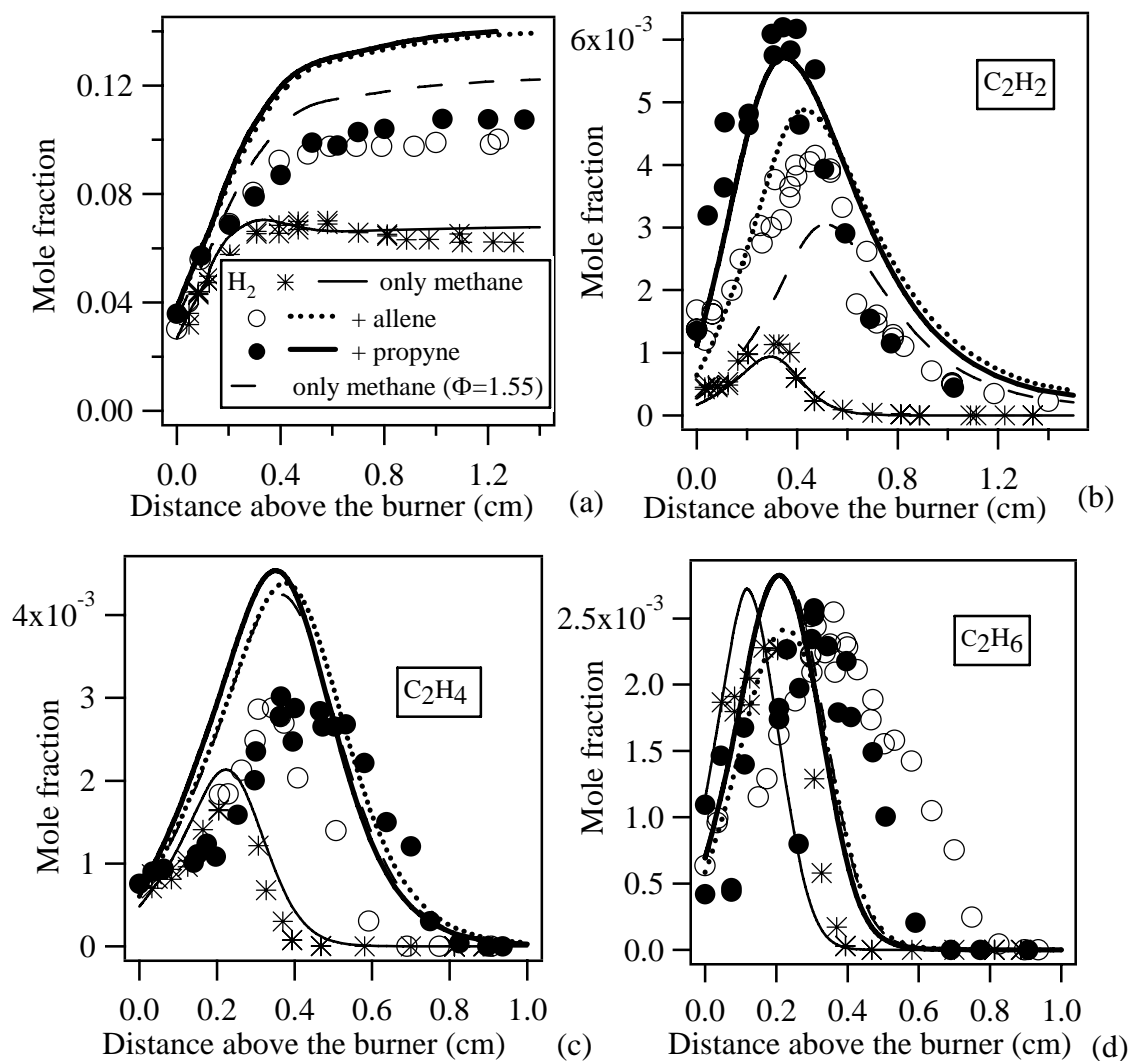 0.12
0.08
0.04
0.00
Mole fraction
H2 only methane
+ allene
+ propyne
only methane (Φ=1.55)
0.0 0.4 0.8 1.2
Distance above the burner (cm)
(a)
6x10-3
5
4
3
2
1
0
Mole fraction
C2H2
0.0 0.4 0.8 1.2
Distance above the burner (cm)
(b)
4x10-3
3
2
1
0
Mole fraction
C2H4
0.0 0.2 0.4 0.6 0.8 1.0
Distance above the burner (cm)
(c)
2.5x10-3
2.0
1.5
1.0
0.5
0.0
Mole fraction
C2H6
0.0 0.2 0.4 0.6 0.8 1.0
Distance above the burner (cm)
(d)